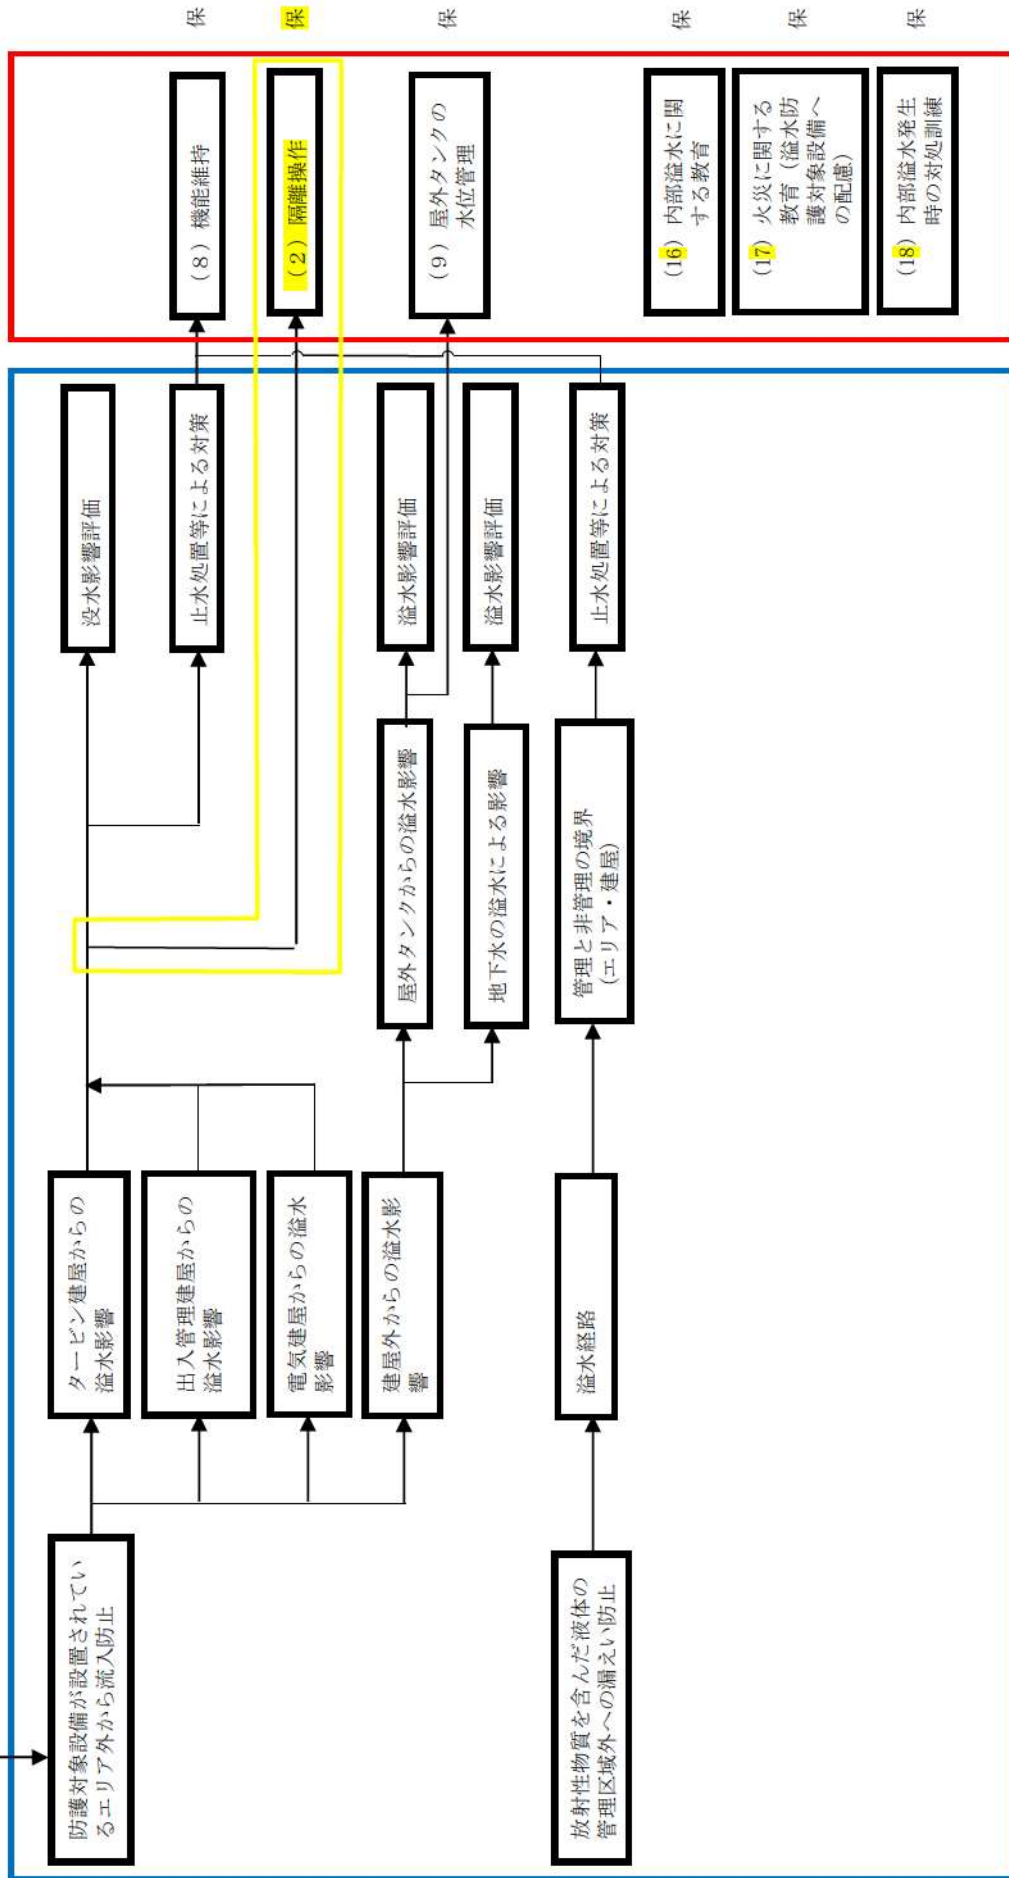 防護対象設備が設置されてい
るエリア外から流入防止
タービン建屋からの
溢水影響
出入管理建屋からの
溢水影響
電気建屋からの溢水
影響
建屋外からの溢水影
響
屋外タンクからの溢水影響
地下水の溢水による影響
没水影響評価
止水処置等による対策
溢水影響評価
溢水影響評価
(8) 機能維持
保
(2) 隔離操作
保
(9) 屋外タンクの
水位管理
保
放射性物質を含んだ液体の
管理区域外への漏えい防止
溢水経路
管理と非管理の境界
(エリア・建屋)
止水処置等による対策
(16) 内部溢水に関
する教育
保
(17) 火災に関する
教育（溢水防
護対象設備へ
の配慮）
保
(18) 内部溢水発生
時の対処訓練
保